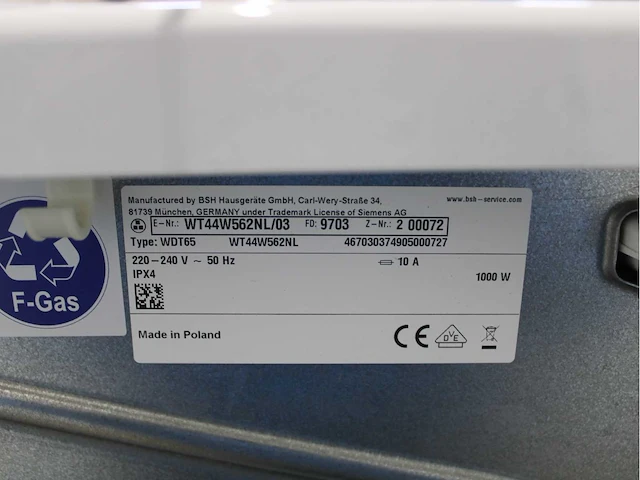 Manufactured by BSH Hausgeräte GmbH, Carl-Wery-Straße 34,
81739 München, GERMANY under Trademark License of Siemens AG
www.bsh-service.com
E-Nr.: WT44W562NL/03 FD: 9703 Z-Nr.: 2 00072
Type: WDT65 WT44W562NL 467030374905000727
220-240 V ~ 50 Hz 10 A
IPX4 1000 W
Made in Poland
CE DVE
F-Gas